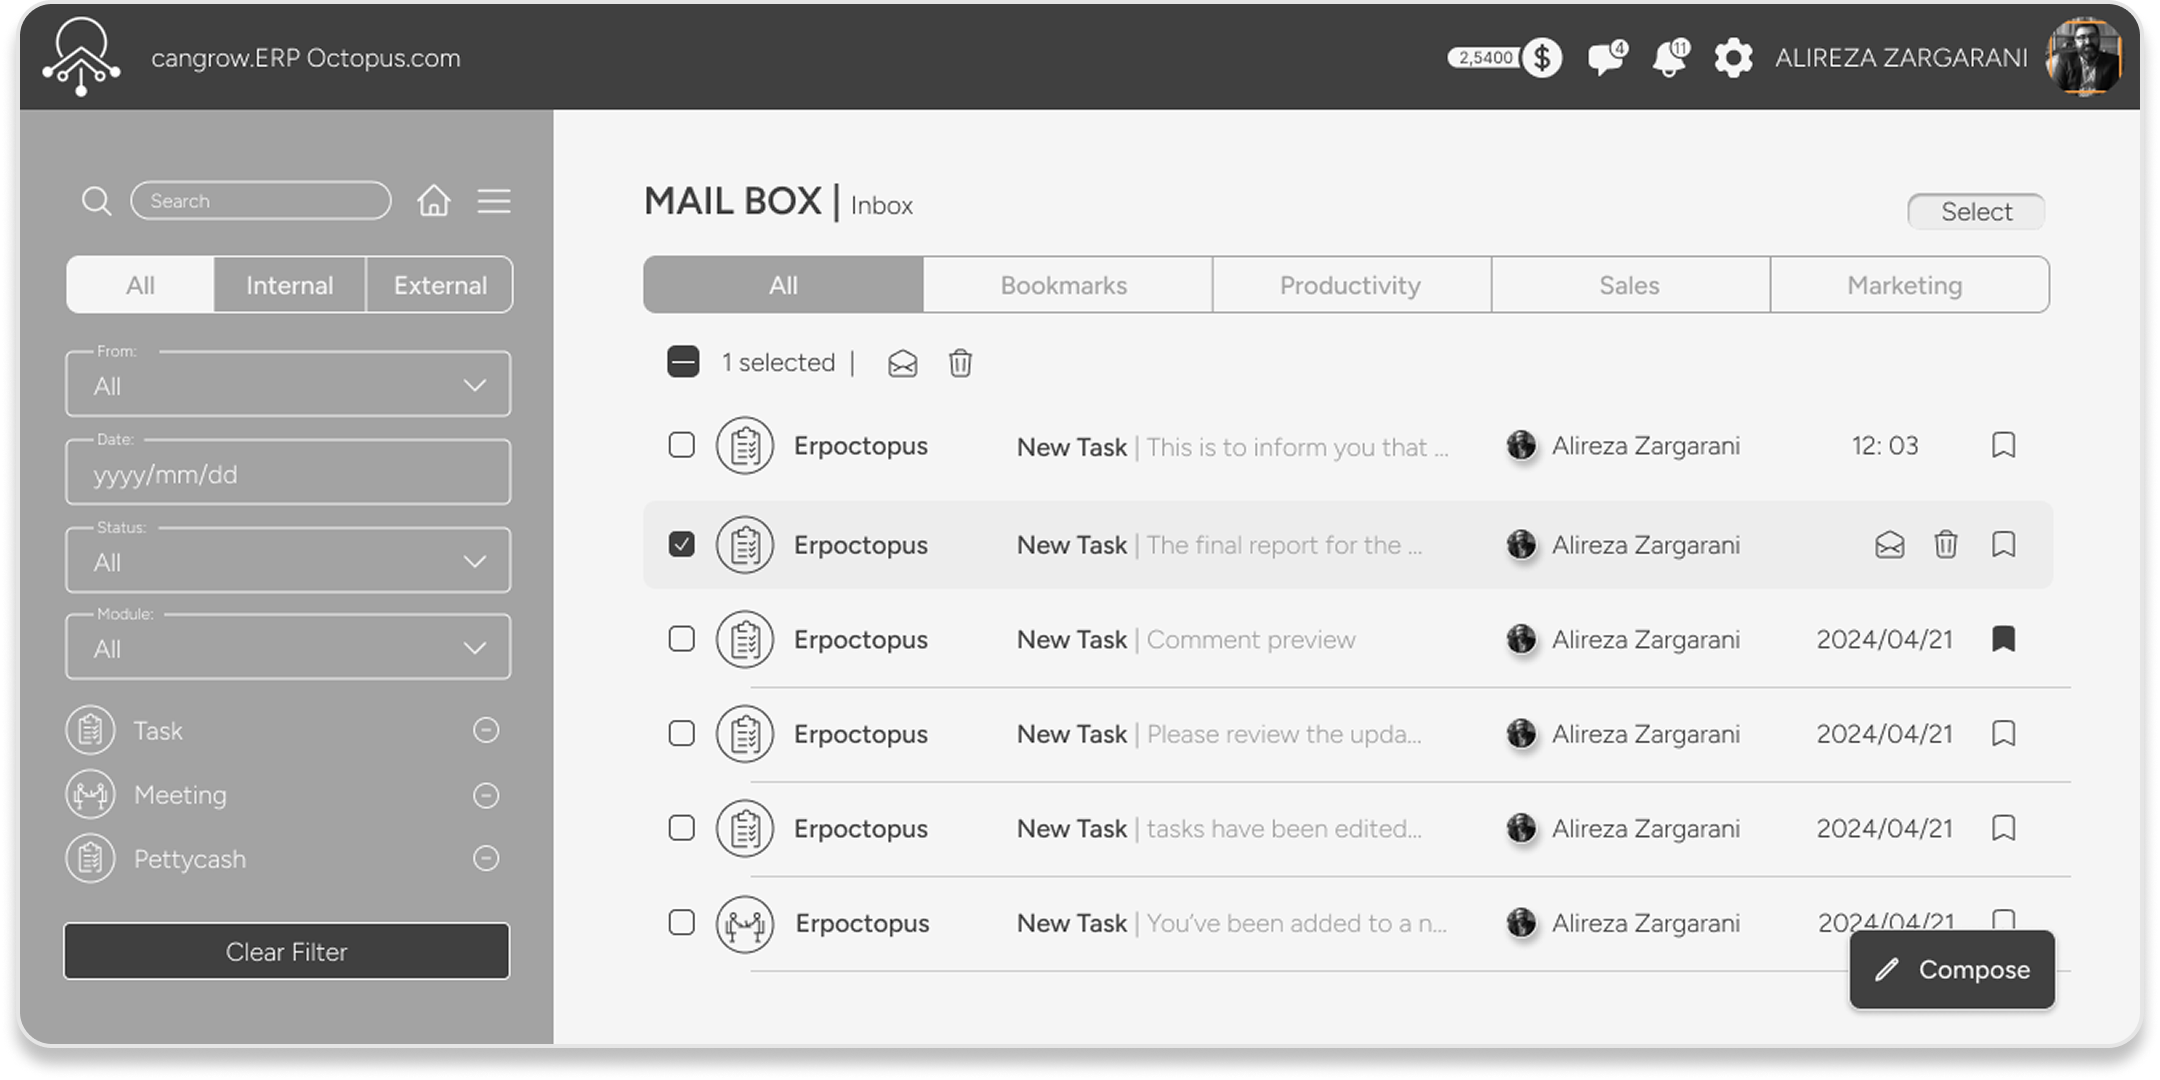 cangrow.ERP Octopus.com
2,5400 $ 4 11 ALIREZA ZARGARANI
Search
All Internal External
From:
All
Date:
yyyy/mm/dd
Status:
All
Module:
All
Task
Meeting
Pettycash
Clear Filter
MAIL BOX | Inbox
Select
All Bookmarks Productivity Sales Marketing
1 selected |
Erpoctopus New Task | This is to inform you that ... Alireza Zargarani 12: 03
Erpoctopus New Task | The final report for the ... Alireza Zargarani
Erpoctopus New Task | Comment preview Alireza Zargarani 2024/04/21
Erpoctopus New Task | Please review the upda... Alireza Zargarani 2024/04/21
Erpoctopus New Task | tasks have been edited... Alireza Zargarani 2024/04/21
Erpoctopus New Task | You’ve been added to a n... Alireza Zargarani 2024/04/21
Compose